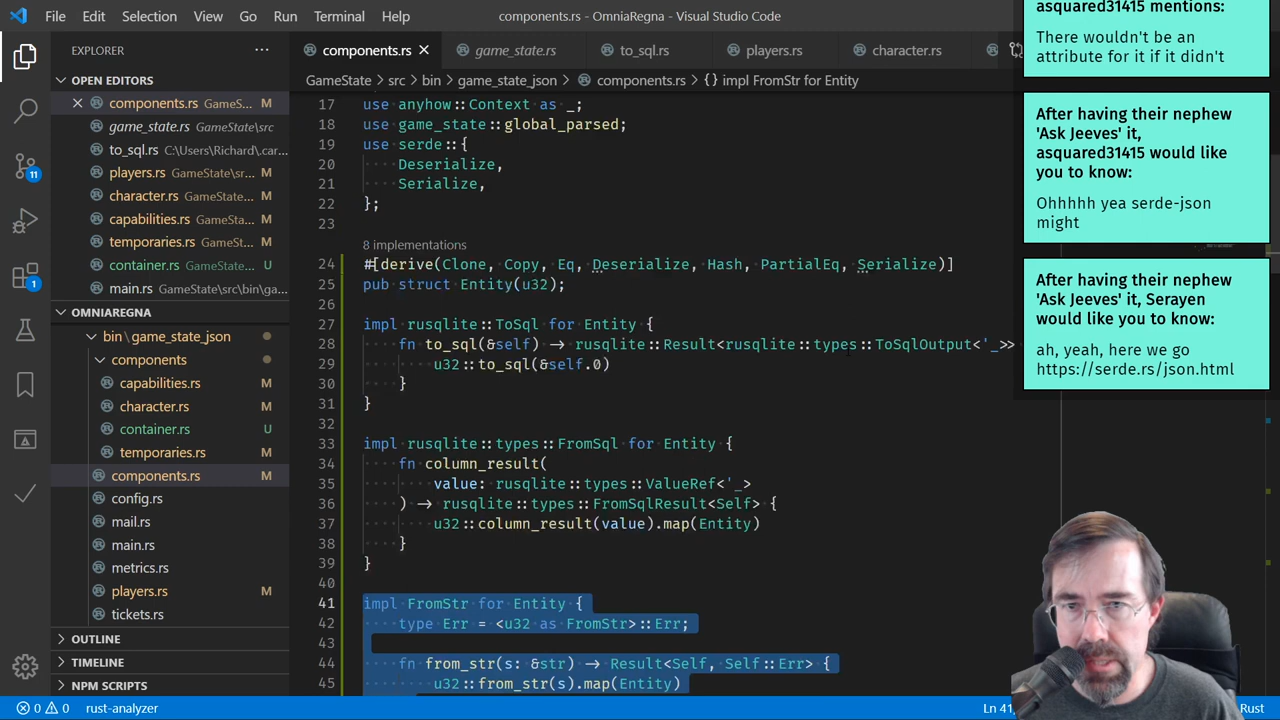 File Edit Selection View Go Run Terminal Help
components.rs - OmniaRegna - Visual Studio Code
EXPLORER
OPEN EDITORS
components.rs GameS... M
game_state.rs GameState\src
to_sql.rs C:\Users\Richard\.car...
players.rs GameState\sr... M
character.rs GameState... M
capabilities.rs GameSt... M
temporaries.rs GameSt... M
container.rs GameStat... U
main.rs GameState\src\bin\ga...
OMNIAREGNA
bin\game_state_json
components
capabilities.rs M
character.rs M
container.rs U
temporaries.rs M
components.rs M
config.rs
mail.rs
main.rs
metrics.rs
players.rs M
tickets.rs
OUTLINE
TIMELINE
NPM SCRIPTS
11
1
components.rs game_state.rs to_sql.rs players.rs character.rs
GameState > src > bin > game_state_json > components.rs > {} impl FromStr for Entity
17 use anyhow::Context as _;
18 use game_state::global_parsed;
19 use serde::{
20 Deserialize,
21 Serialize,
22 };
23
8 implementations
24 #[derive(Clone, Copy, Eq, Deserialize, Hash, PartialEq, Serialize)]
25 pub struct Entity(u32);
26
27 impl rusqlite::ToSql for Entity {
28 fn to_sql(&self) -> rusqlite::Result<rusqlite::types::ToSqlOutput<'_>>
29 u32::to_sql(&self.0)
30 }
31 }
32
33 impl rusqlite::types::FromSql for Entity {
34 fn column_result(
35 value: rusqlite::types::ValueRef<'_>
36 ) -> rusqlite::types::FromSqlResult<Self> {
37 u32::column_result(value).map(Entity)
38 }
39 }
40
41 impl FromStr for Entity {
42 type Err = <u32 as FromStr>::Err;
43
44 fn from_str(s: &str) -> Result<Self, Self::Err> {
45 u32::from_str(s).map(Entity)
asquared31415 mentions:
There wouldn't be an
attribute for it if it didn't
After having their nephew
'Ask Jeeves' it,
asquared31415 would like
you to know:
Ohhhhh yea serde-json
might
After having their nephew
'Ask Jeeves' it, Serayen
would like you to know:
ah, yeah, here we go
https://serde.rs/json.html
0 0 rust-analyzer
Ln 41,
Rust